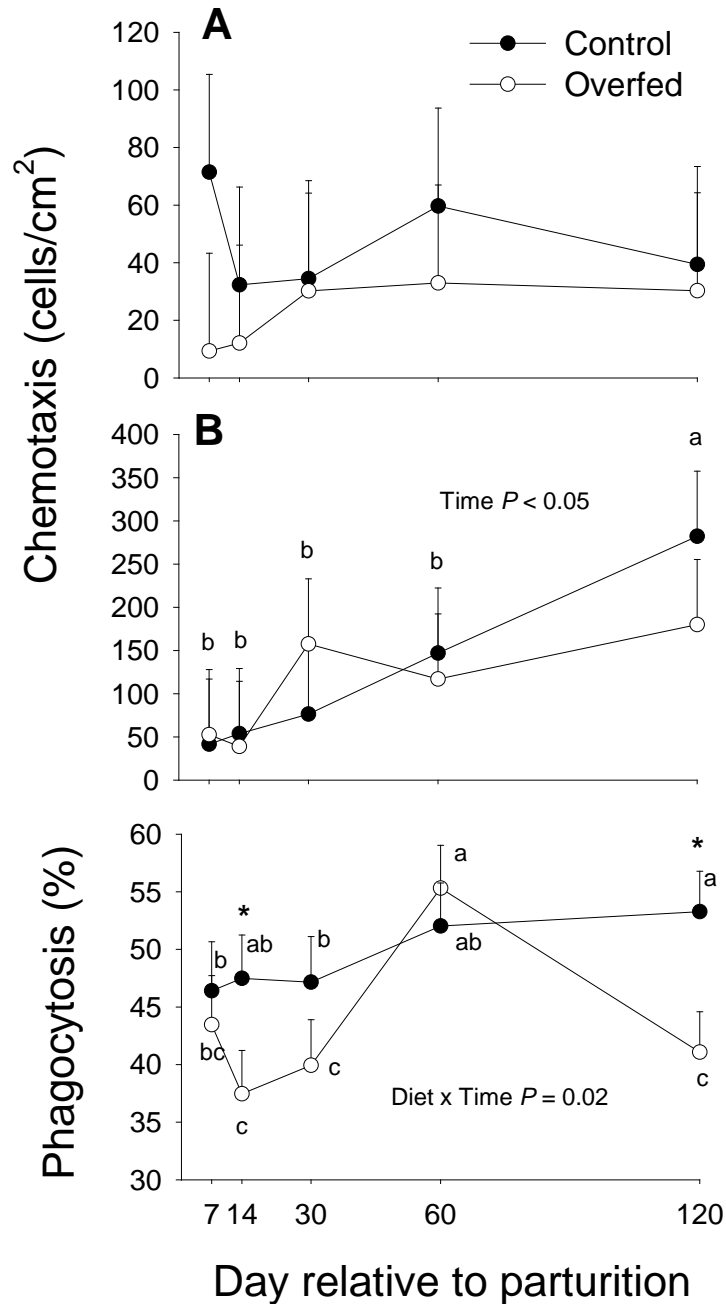 A
Control
Overfed
120
100
80
60
40
20
0
Chemotaxis (cells/cm²)
B
400
350
300
250
200
150
100
50
0
a
Time P < 0.05
b
b
b
b
Phagocytosis (%)
60
55
50
45
40
35
30
a
*
a
*
b
ab
b
ab
bc
c
c
c
Diet x Time P = 0.02
7 14 30 60 120
Day relative to parturition